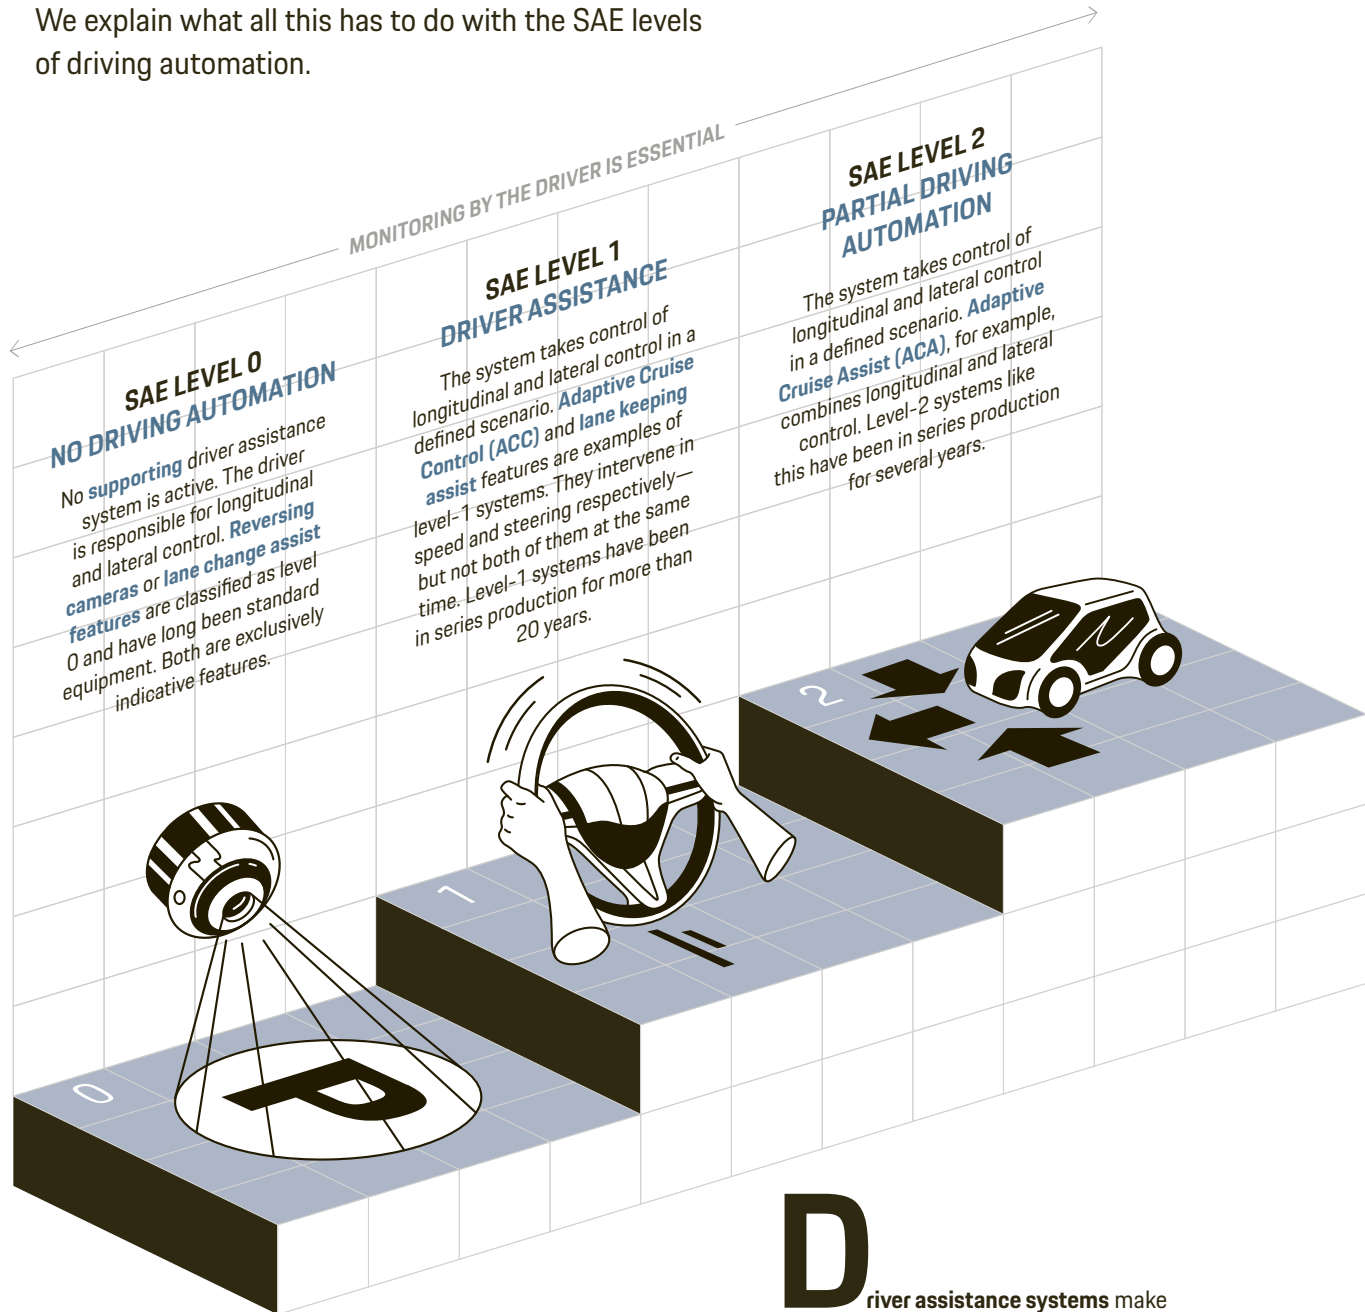 We explain what all this has to do with the SAE levels
of driving automation.
MONITORING BY THE DRIVER IS ESSENTIAL
SAE LEVEL 0
NO DRIVING AUTOMATION
No supporting driver assistance
system is active. The driver
is responsible for longitudinal
and lateral control. Reversing
cameras or lane change assist
features are classified as level
0 and have long been standard
equipment. Both are exclusively
indicative features.
SAE LEVEL 1
DRIVER ASSISTANCE
The system takes control of
longitudinal and lateral control in a
defined scenario. Adaptive Cruise
Control (ACC) and lane keeping
assist features are examples of
level-1 systems. They intervene in
speed and steering respectively—
but not both of them at the same
time. Level-1 systems have been
in series production for more than
20 years.
SAE LEVEL 2
PARTIAL DRIVING
AUTOMATION
The system takes control of
longitudinal and lateral control
in a defined scenario. Adaptive
Cruise Assist (ACA), for example,
combines longitudinal and lateral
control. Level-2 systems like
this have been in series production
for several years.
2
1
0
P
Driver assistance systems make